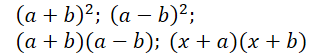 (a + b)²; (a − b)²;
(a + b)(a − b); (x + a)(x + b)